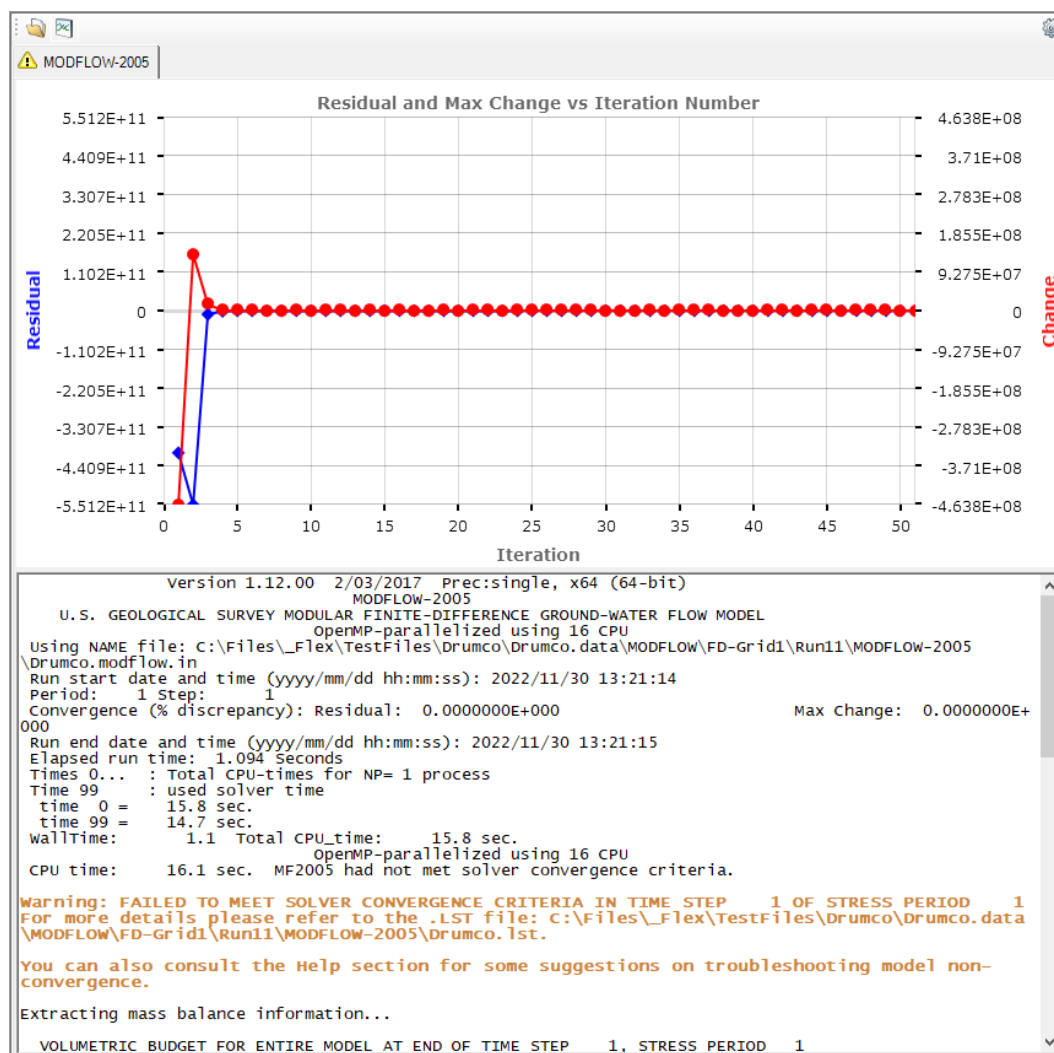 MODFLOW-2005
Residual and Max Change vs Iteration Number
5.512E+11
4.409E+11
3.307E+11
2.205E+11
1.102E+11
0
-1.102E+11
-2.205E+11
-3.307E+11
-4.409E+11
-5.512E+11
Residual
4.638E+08
3.71E+08
2.783E+08
1.855E+08
9.275E+07
0
-9.275E+07
-1.855E+08
-2.783E+08
-3.71E+08
-4.638E+08
Change
0 5 10 15 20 25 30 35 40 45 50
Iteration
Version 1.12.00 2/03/2017 Prec:single, x64 (64-bit)
MODFLOW-2005
U.S. GEOLOGICAL SURVEY MODULAR FINITE-DIFFERENCE GROUND-WATER FLOW MODEL
OpenMP-parallelized using 16 CPU
Using NAME file: C:\Files\_Flex\TestFiles\Drumco\Drumco.data\MODFLOW\FD-Grid1\Run11\MODFLOW-2005
\Drumco.modflow.in
Run start date and time (yyyy/mm/dd hh:mm:ss): 2022/11/30 13:21:14
Period: 1 Step: 1
Convergence (% discrepancy): Residual: 0.0000000E+000 Max Change: 0.0000000E+
000
Run end date and time (yyyy/mm/dd hh:mm:ss): 2022/11/30 13:21:15
Elapsed run time: 1.094 Seconds
Times 0... : Total CPU-times for NP= 1 process
Time 99 : used solver time
time 0 = 15.8 sec.
time 99 = 14.7 sec.
WallTime: 1.1 Total CPU_time: 15.8 sec.
OpenMP-parallelized using 16 CPU
CPU time: 16.1 sec. MF2005 had not met solver convergence criteria.
Warning: FAILED TO MEET SOLVER CONVERGENCE CRITERIA IN TIME STEP 1 OF STRESS PERIOD 1
For more details please refer to the .LST file: C:\Files\_Flex\TestFiles\Drumco\Drumco.data
\MODFLOW\FD-Grid1\Run11\MODFLOW-2005\Drumco.lst.
You can also consult the Help section for some suggestions on troubleshooting model non-
convergence.
Extracting mass balance information...
VOLUMETRIC BUDGET FOR ENTIRE MODEL AT END OF TIME STEP 1, STRESS PERIOD 1